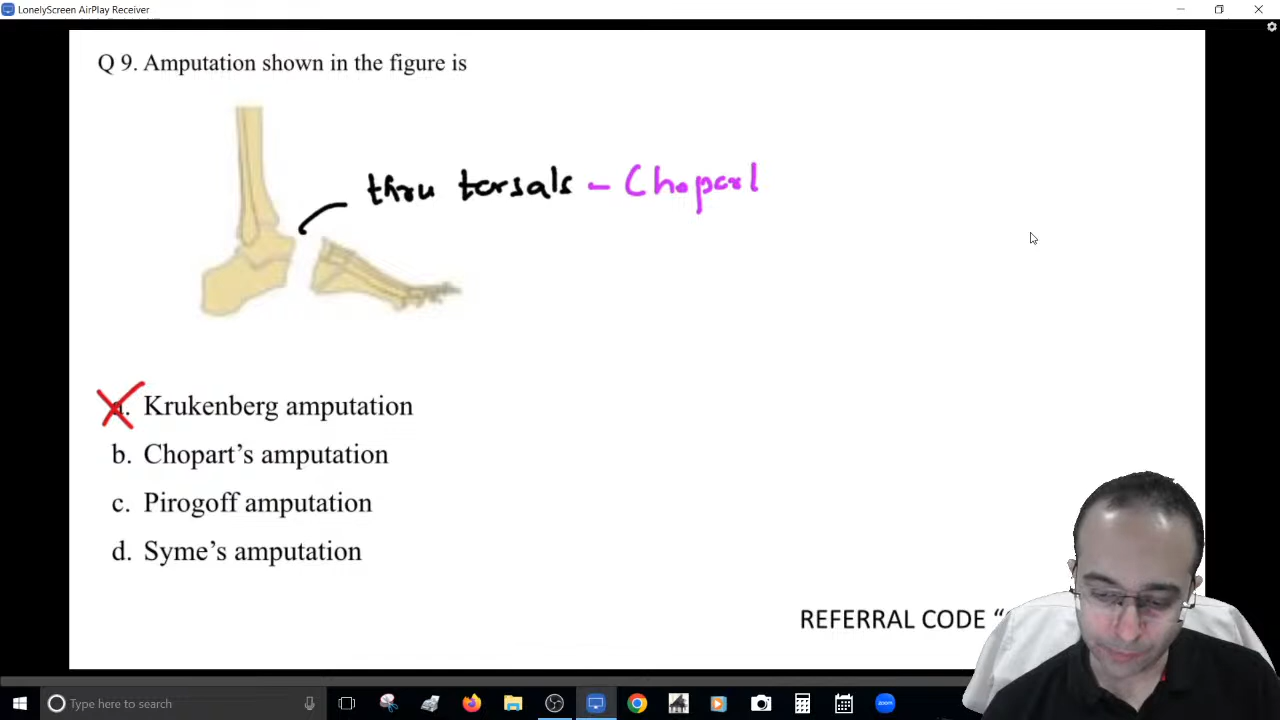 LonelyScreen AirPlay Receiver
Q 9. Amputation shown in the figure is
thru tarsals – Chopart
a. Krukenberg amputation
b. Chopart’s amputation
c. Pirogoff amputation
d. Syme’s amputation
REFERRAL CODE “
Type here to search
zoom